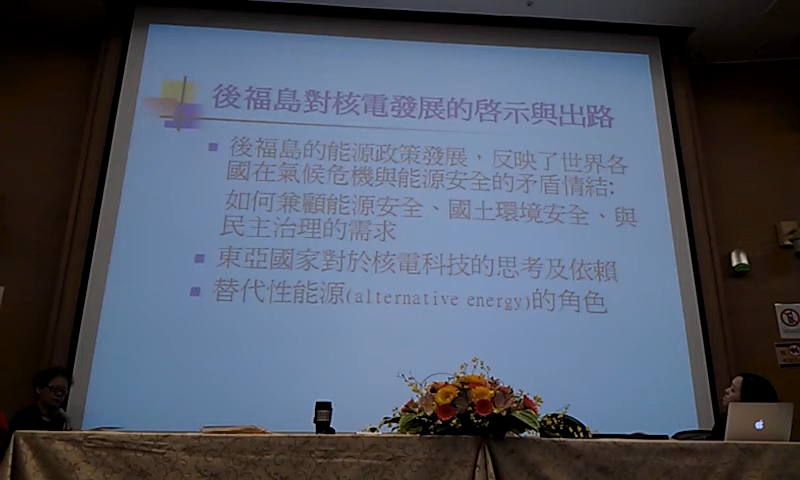 後福島對核電發展的啓示與出路
後福島的能源政策發展，反映了世界各
國在氣候危機與能源安全的矛盾情結:
如何兼顧能源安全、國土環境安全、與
民主治理的需求
東亞國家對於核電科技的思考及依賴
替代性能源(alternative energy)的角色